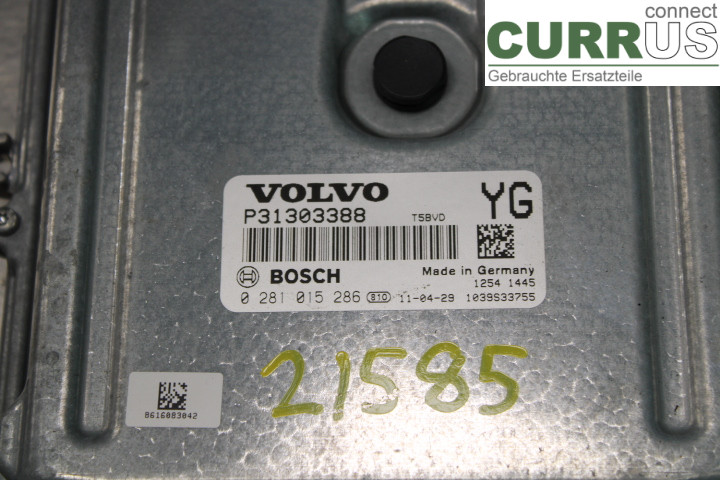 connect
CURRUS
Gebrauchte Ersatzteile
VOLVO
YG
P31303388 T5BVD
BOSCH
Made in Germany
1254 1445
0 281 015 286 810 11-04-29 1039S33755
21585
8616083042